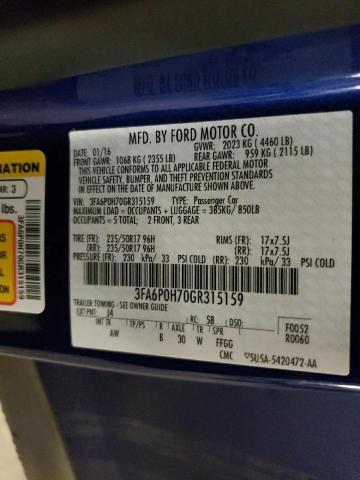 MFD. BY FORD MOTOR CO.
01/16 GVWR: 2023 KG ( 4460 LB)
FRONT GAWR: 1068 KG ( 2355 LB) REAR GAWR: 959 KG ( 2115 LB)
THIS VEHICLE CONFORMS TO ALL
APPLICABLE FEDERAL MOTOR
VEHICLE SAFETY, BUMPER, AND THEFT PREVENTION STANDARDS
IN EFFECT ON THE DATE OF MANUFACTURE SHOWN ABOVE.
VIN: 3FA6P0H70GR315159 TYPE: Passenger Car
MAXIMUM LOAD = OCCUPANTS + LUGGAGE = 385KG / 850LB
OCCUPANTS = 5 TOTAL: 2 FRONT, 3 REAR
TIRE (FR): 235/50R17 96H RIMS (FR): 17x7.5J
TIRE (RR): 235/50R17 96H (RR): 17x7.5J
PRESSURE (FR): 230 kPa/ 33 PSI COLD (RR): 230 kPa/ 33 PSI COLD
3FA6P0H70GR315159
TRAILER TOWING - SEE OWNER GUIDE
EXT PNT: J4 RC: 5B DSO: F0052
INT TR TP/PS R AXLE TR SPR R0060
AW B 30 W FFGG
CMC 5U5A-5420472-AA
MATION
AR: 3
lbs.
3FA6P0H70GR315159